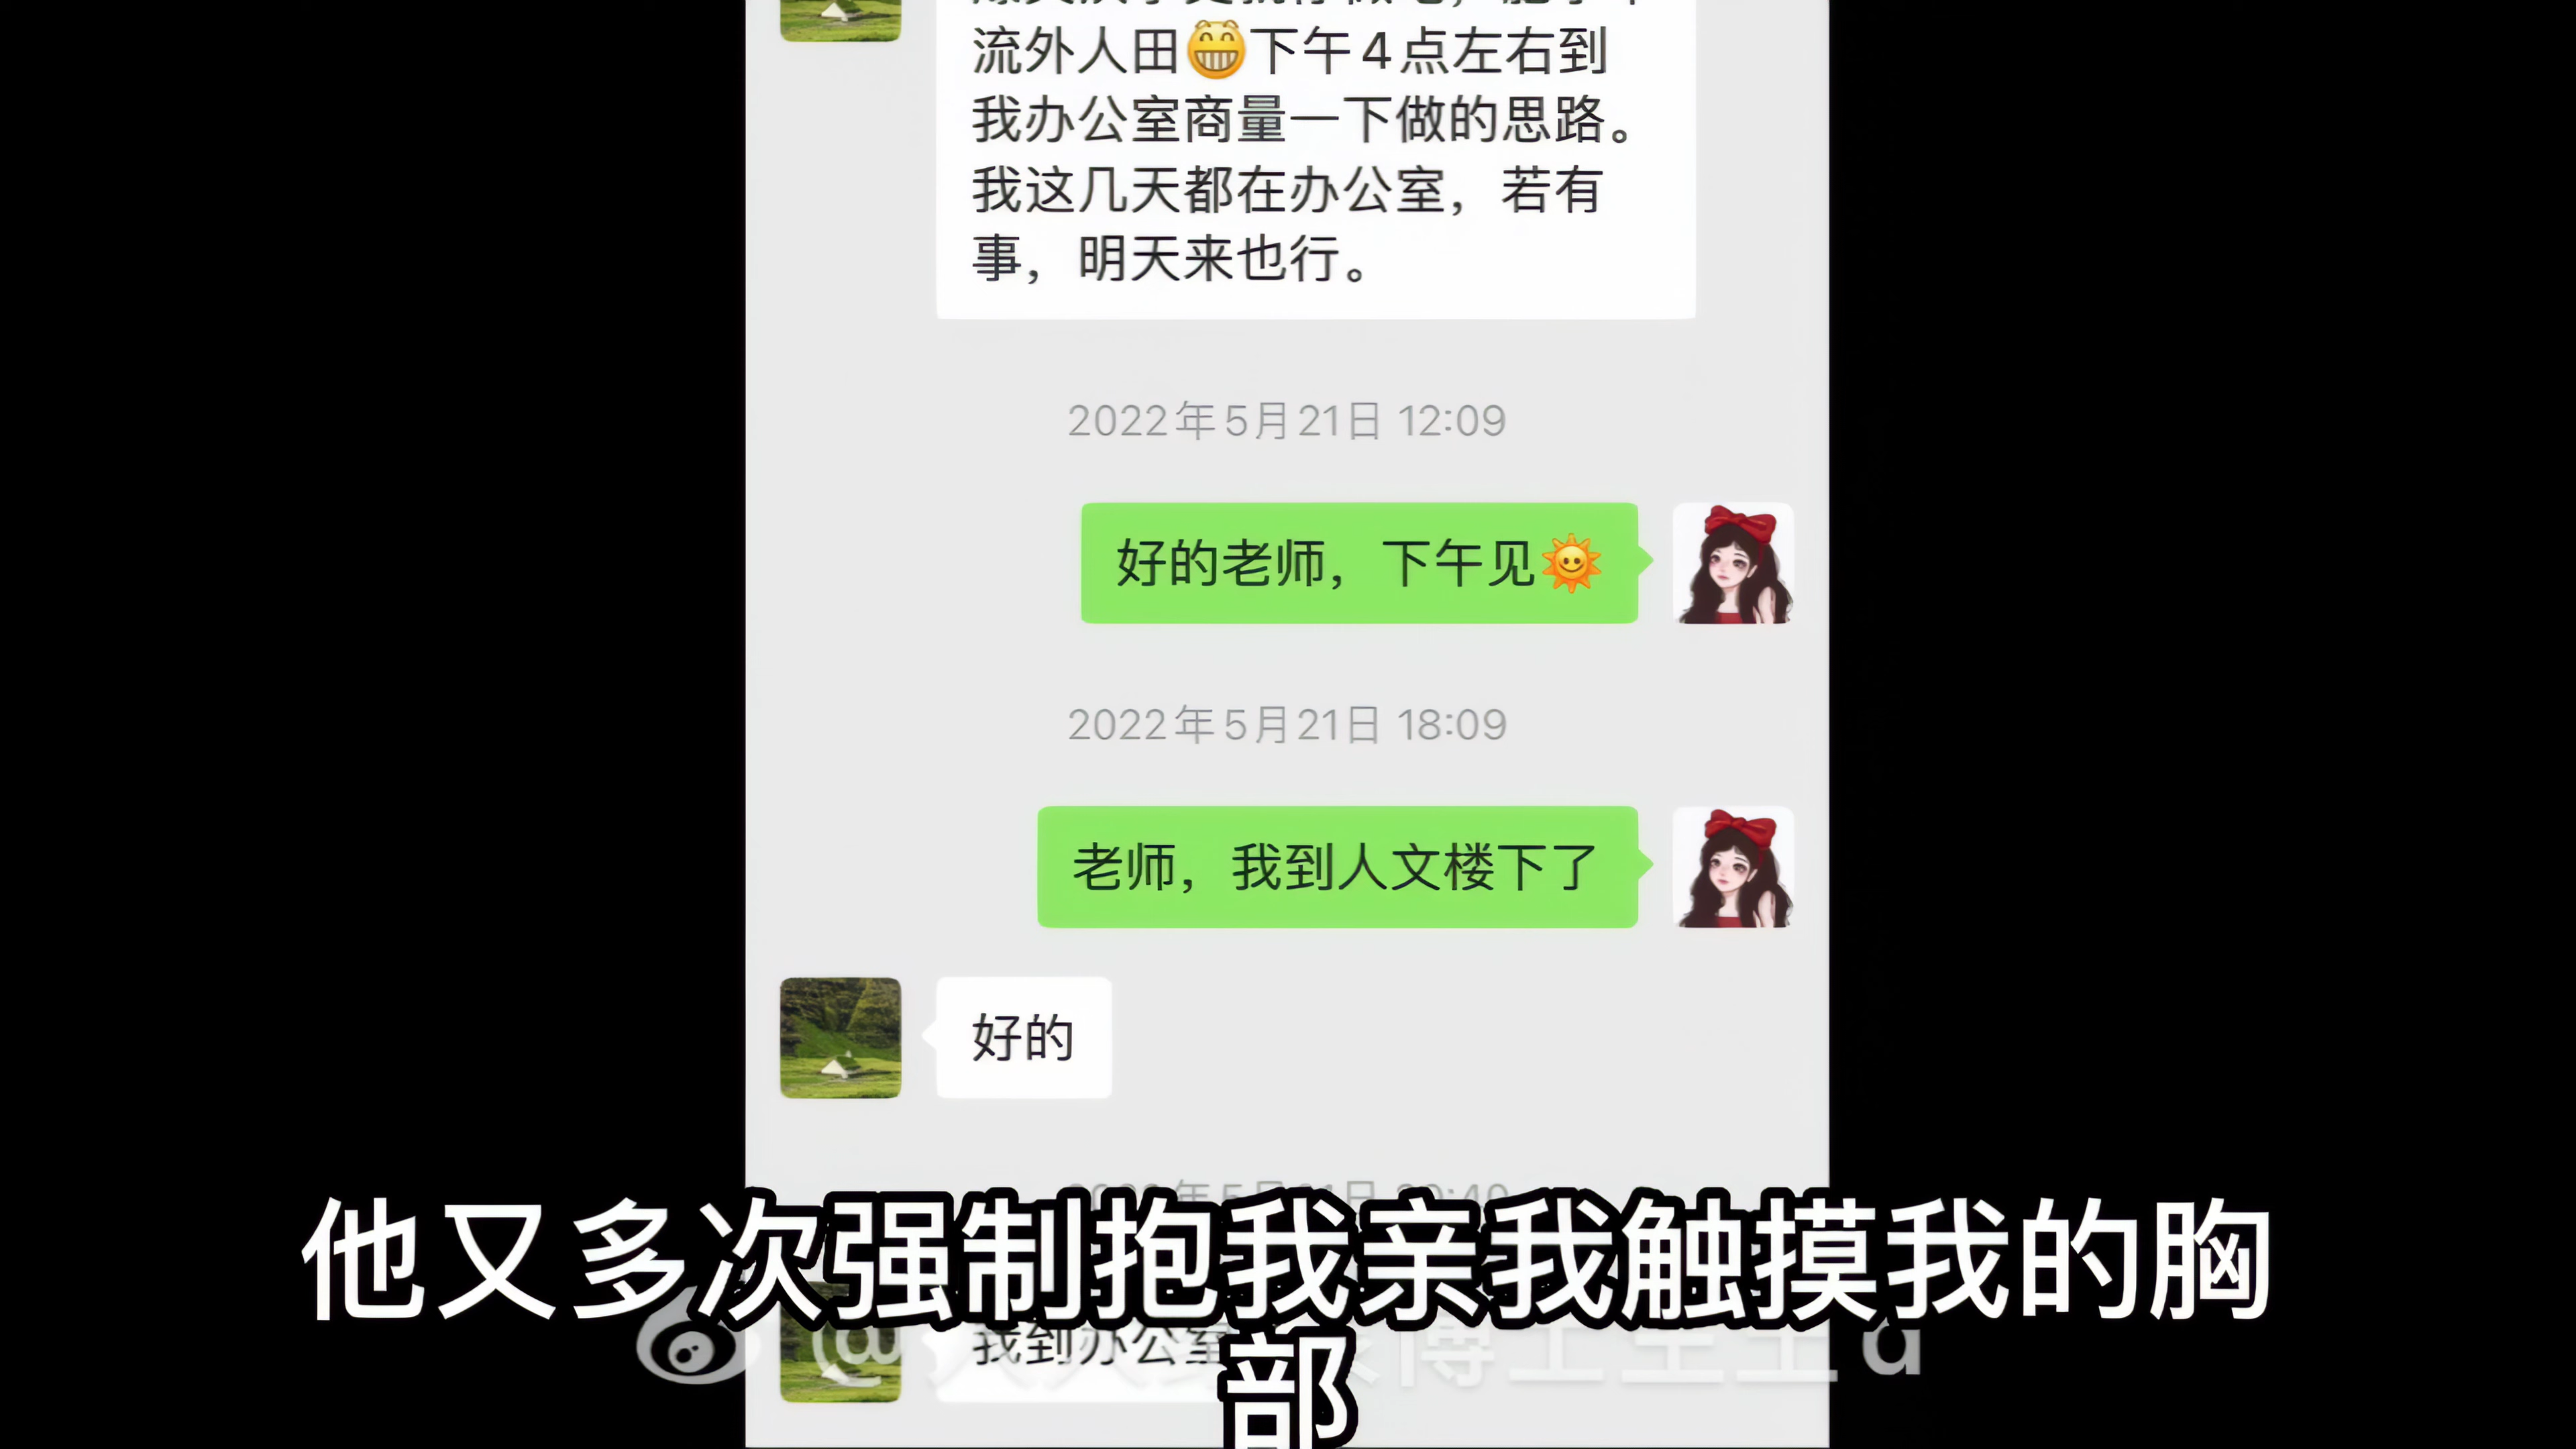 流外人田😁下午4点左右到
我办公室商量一下做的思路。
我这几天都在办公室，若有
事，明天来也行。
2022年5月21日 12:09
好的老师，下午见🌞
2022年5月21日 18:09
老师，我到人文楼下了
好的
他又多次强制抱我亲我触摸我的胸
部
我到办公室